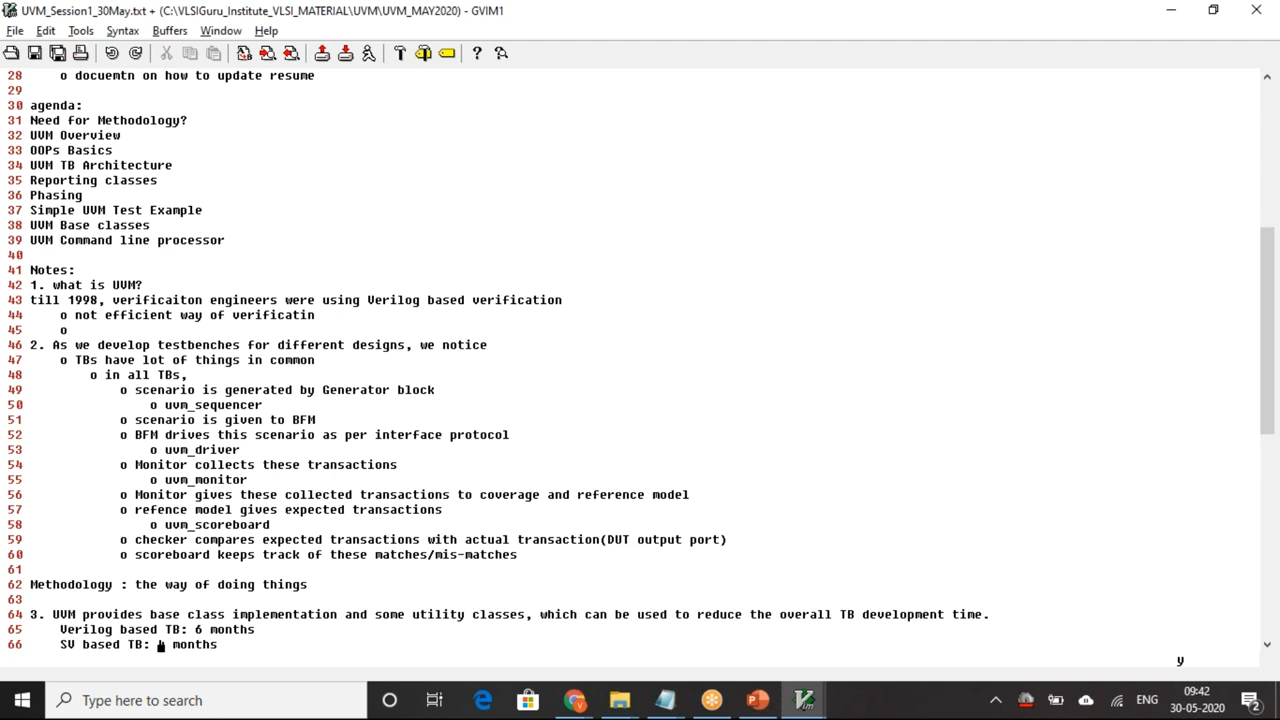 UVM_Session1_30May.txt + (C:\VLSIGuru_Institute_VLSI_MATERIAL\UVM\UVM_MAY2020) - GVIM1
File Edit Tools Syntax Buffers Window Help
28 o docuemtn on how to update resume
29
30 agenda:
31 Need for Methodology?
32 UVM Overview
33 OOPs Basics
34 UVM TB Architecture
35 Reporting classes
36 Phasing
37 Simple UVM Test Example
38 UVM Base classes
39 UVM Command line processor
40
41 Notes:
42 1. what is UVM?
43 till 1998, verificaiton engineers were using Verilog based verification
44 o not efficient way of verificatin
45 o
46 2. As we develop testbenches for different designs, we notice
47 o TBs have lot of things in common
48 o in all TBs,
49 o scenario is generated by Generator block
50 o uvm_sequencer
51 o scenario is given to BFM
52 o BFM drives this scenario as per interface protocol
53 o uvm_driver
54 o Monitor collects these transactions
55 o uvm_monitor
56 o Monitor gives these collected transactions to coverage and reference model
57 o refence model gives expected transactions
58 o uvm_scoreboard
59 o checker compares expected transactions with actual transaction(DUT output port)
60 o scoreboard keeps track of these matches/mis-matches
61
62 Methodology : the way of doing things
63
64 3. UVM provides base class implementation and some utility classes, which can be used to reduce the overall TB development time.
65 Verilog based TB: 6 months
66 SV based TB: months
y
Type here to search
ENG
09:42
30-05-2020
2